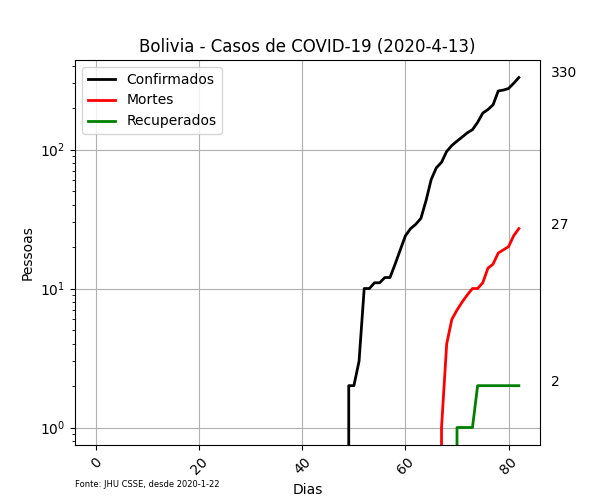 Bolivia - Casos de COVID-19 (2020-4-13)
Confirmados
Mortes
Recuperados
330
27
2
10²
10¹
10⁰
Pessoas
0
20
40
60
80
Dias
Fonte: JHU CSSE, desde 2020-1-22